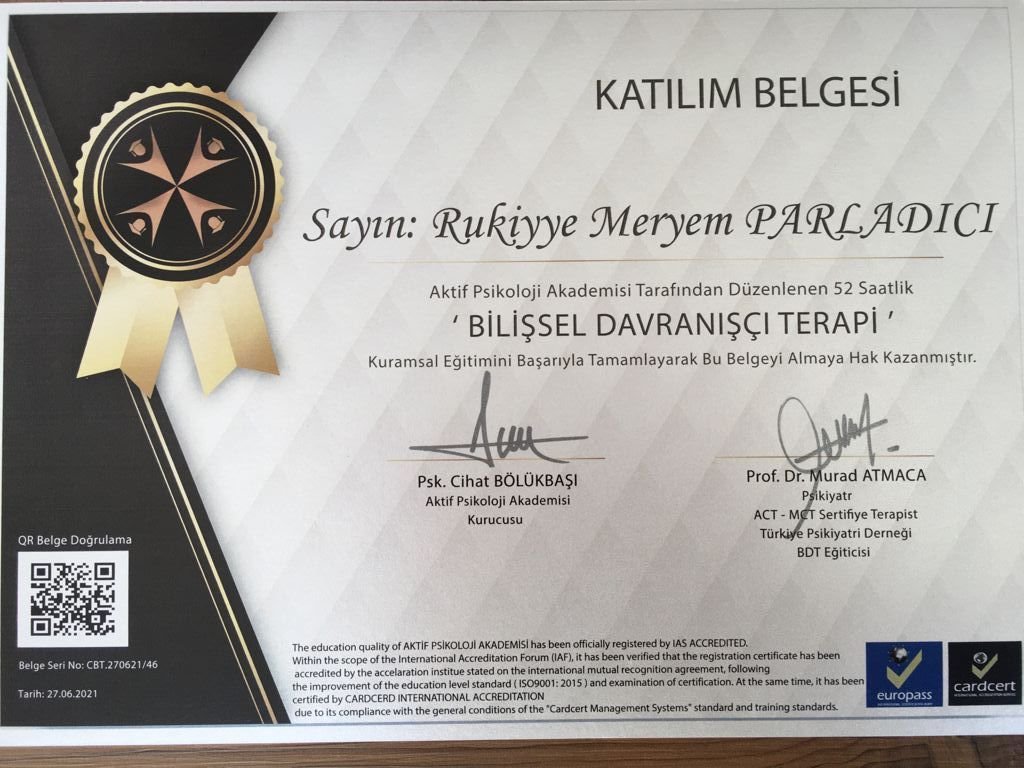 KATILIM BELGESİ
Sayın: Rukiyye Meryem PARLADICI
Aktif Psikoloji Akademisi Tarafından Düzenlenen 52 Saatlik
‘ BİLİŞSEL DAVRANIŞÇI TERAPİ ’
Kuramsal Eğitimini Başarıyla Tamamlayarak Bu Belgeyi Almaya Hak Kazanmıştır.
Psk. Cihat BÖLÜKBAŞI
Aktif Psikoloji Akademisi
Kurucusu
Prof. Dr. Murad ATMACA
Psikiyatr
ACT - MCT Sertifiye Terapist
Türkiye Psikiyatri Derneği
BDT Eğiticisi
QR Belge Doğrulama
Belge Seri No: CBT.270621/46
Tarih: 27.06.2021
The education quality of AKTİF PSİKOLOJİ AKADEMİSİ has been officially registered by IAS ACCREDITED.
Within the scope of the International Accreditation Forum (IAF), it has been verified that the registration certificate has been
accredited by the accelaration institue stated on the international mutual recognition agreement, following
the improvement of the education level standard ( ISO9001: 2015 ) and examination of certification. At the same time, it has been
certified by CARDCERD INTERNATIONAL ACCREDITATION
due to its compliance with the general conditions of the "Cardcert Management Systems" standard and training standards.
europass
cardcert